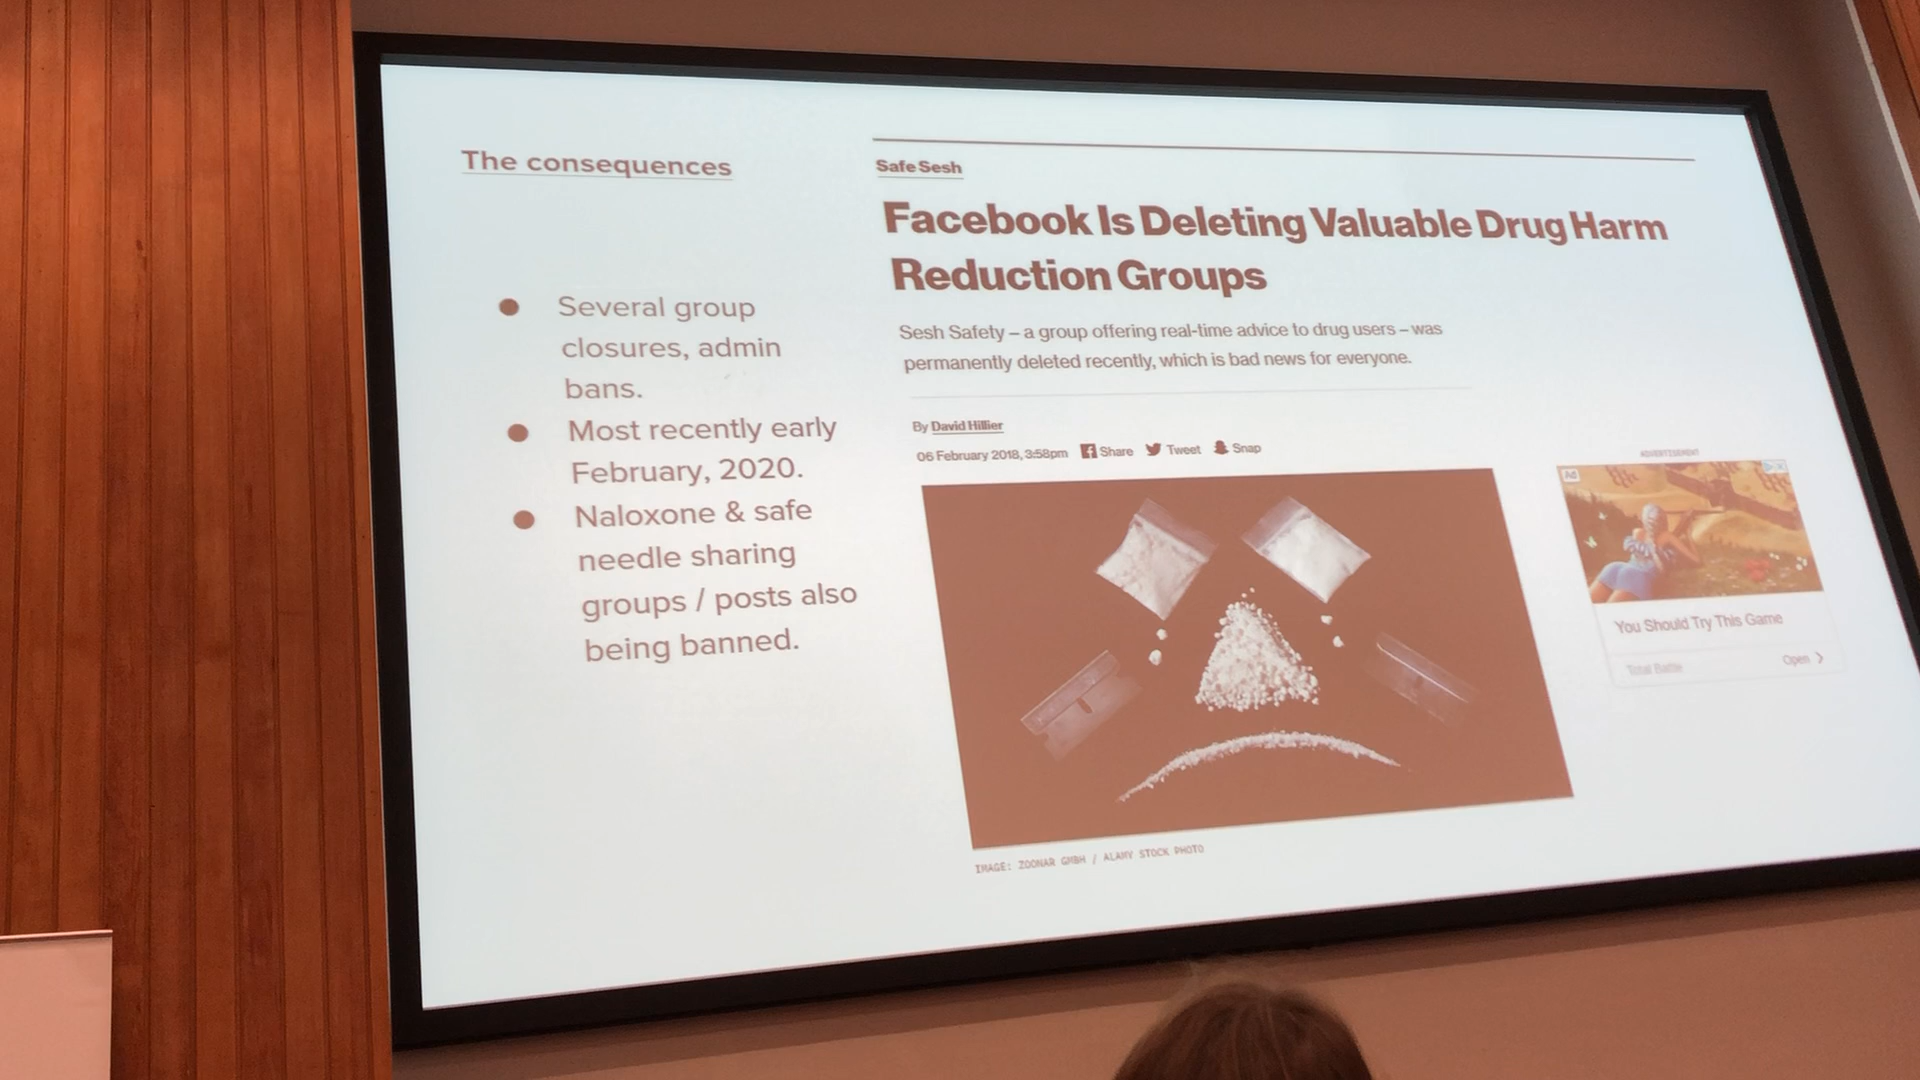 The consequences
Several group
closures, admin
bans.
Most recently early
February, 2020.
Naloxone & safe
needle sharing
groups / posts also
being banned.
Safe Sesh
Facebook Is Deleting Valuable Drug Harm
Reduction Groups
Sesh Safety – a group offering real-time advice to drug users – was
permanently deleted recently, which is bad news for everyone.
By David Hillier
06 February 2018, 3:58pm Share Tweet Snap
IMAGE: ZOONAR GMBH / ALAMY STOCK PHOTO
ADVERTISEMENT
Ad
You Should Try This Game
Total Battle Open